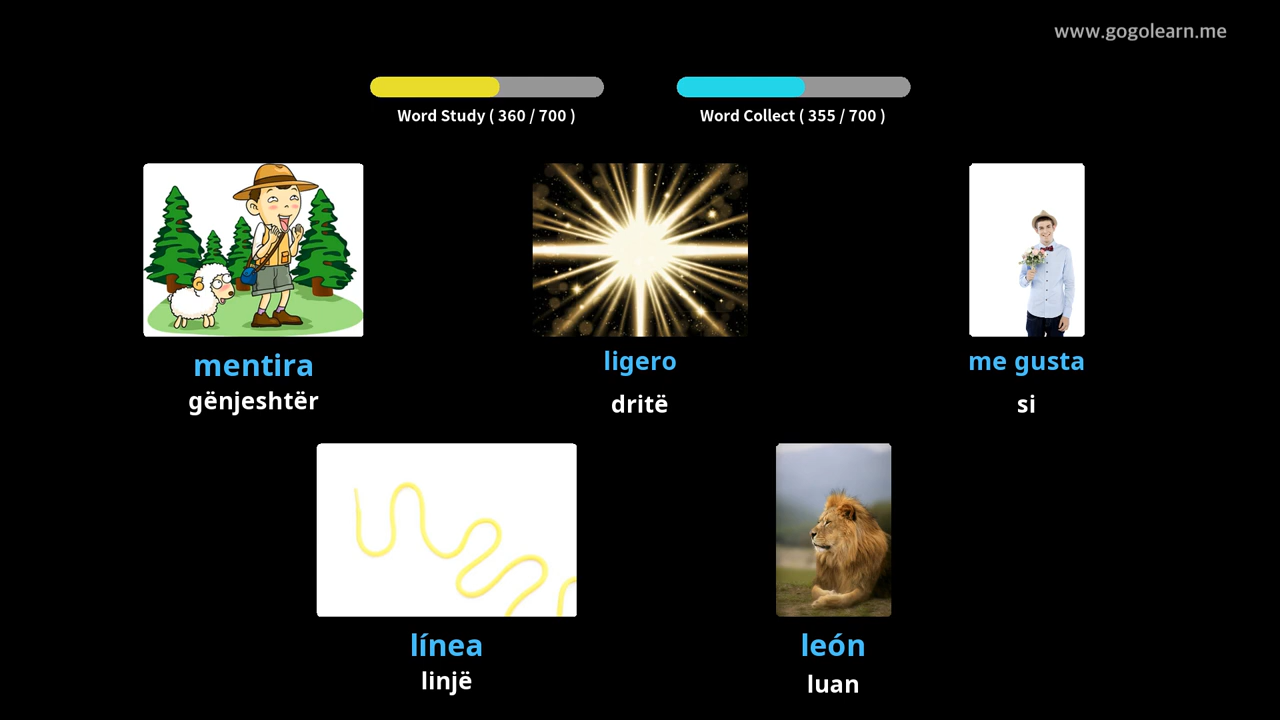 www.gogolearn.me
Word Study ( 360 / 700 )
Word Collect ( 355 / 700 )
mentira
gënjeshtër
ligero
dritë
me gusta
si
línea
linjë
león
luan